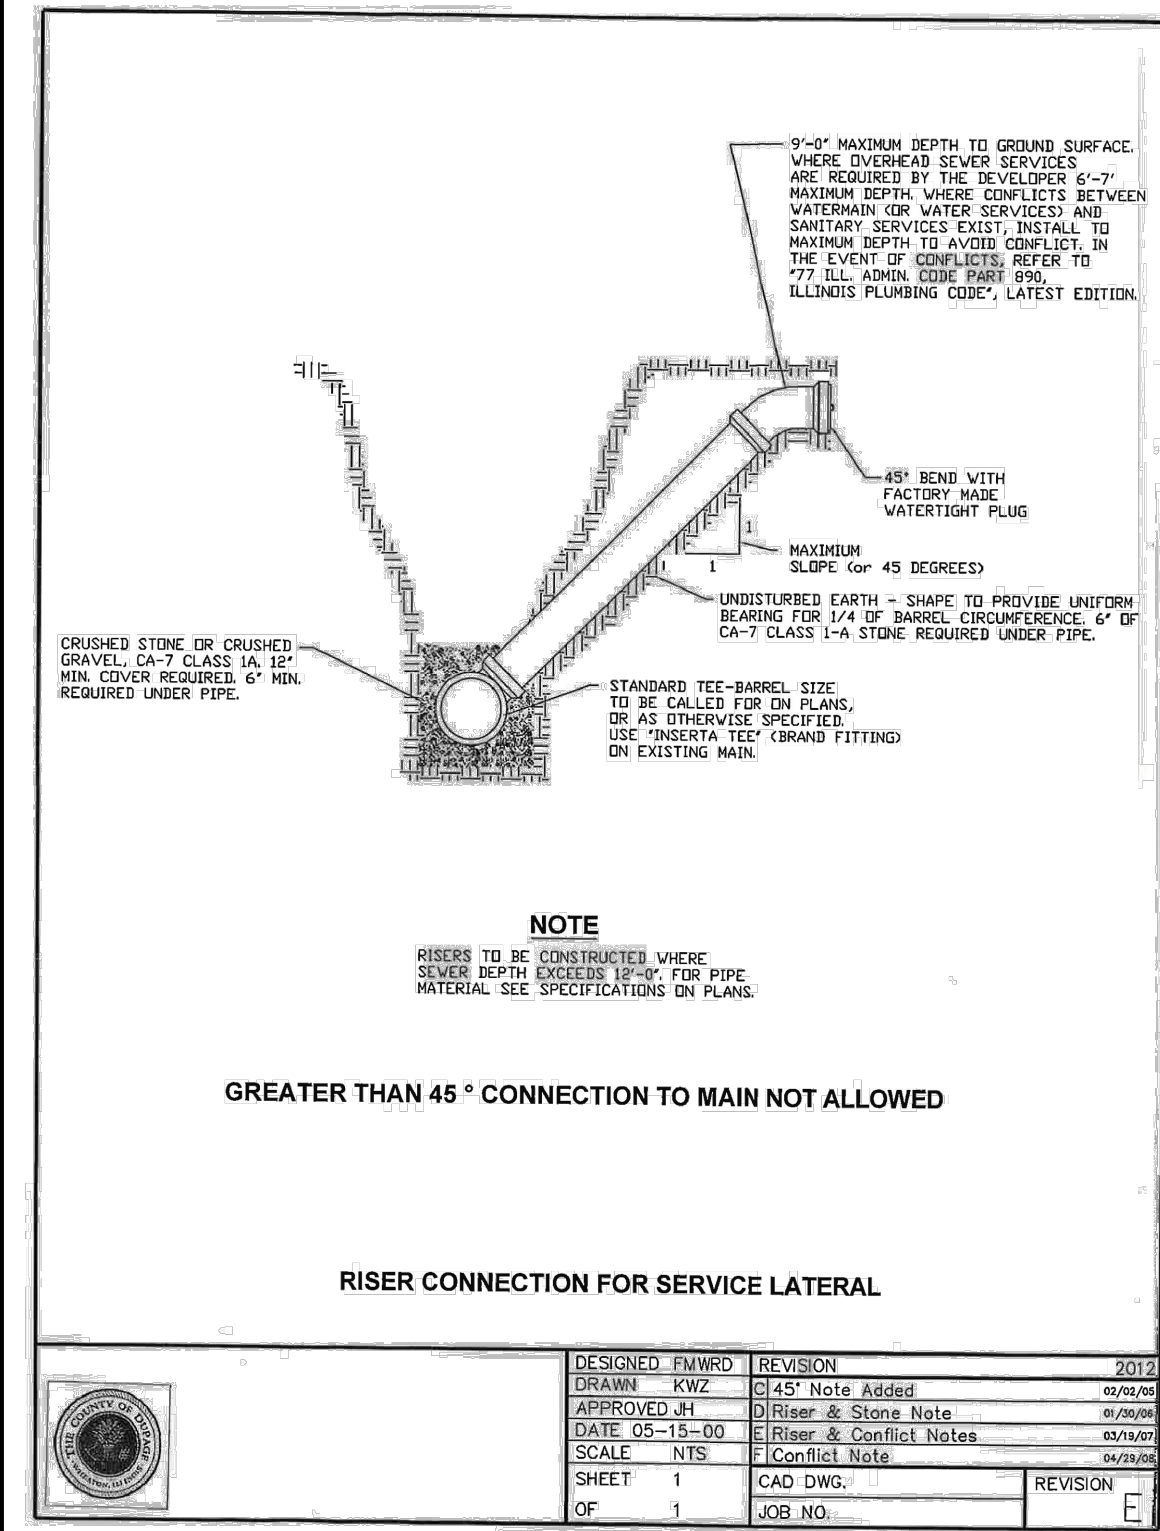 9'-0" MAXIMUM DEPTH TO GROUND SURFACE.
WHERE OVERHEAD SEWER SERVICES
ARE REQUIRED BY THE DEVELOPER 6'-7'
MAXIMUM DEPTH. WHERE CONFLICTS BETWEEN
WATERMAIN (OR WATER SERVICES) AND
SANITARY SERVICES EXIST, INSTALL TO
MAXIMUM DEPTH TO AVOID CONFLICT. IN
THE EVENT OF CONFLICTS, REFER TO
"77 ILL. ADMIN. CODE PART 890,
ILLINOIS PLUMBING CODE", LATEST EDITION.
45° BEND WITH
FACTORY MADE
WATERTIGHT PLUG
1
1
MAXIMIUM
SLOPE (or 45 DEGREES)
UNDISTURBED EARTH - SHAPE TO PROVIDE UNIFORM
BEARING FOR 1/4 OF BARREL CIRCUMFERENCE. 6" OF
CA-7 CLASS 1-A STONE REQUIRED UNDER PIPE.
CRUSHED STONE OR CRUSHED
GRAVEL, CA-7 CLASS 1A. 12"
MIN. COVER REQUIRED. 6" MIN.
REQUIRED UNDER PIPE.
STANDARD TEE-BARREL SIZE
TO BE CALLED FOR ON PLANS,
OR AS OTHERWISE SPECIFIED.
USE "INSERTA TEE" (BRAND FITTING)
ON EXISTING MAIN.
NOTE
RISERS TO BE CONSTRUCTED WHERE
SEWER DEPTH EXCEEDS 12'-0". FOR PIPE
MATERIAL SEE SPECIFICATIONS ON PLANS.
GREATER THAN 45 ° CONNECTION TO MAIN NOT ALLOWED
RISER CONNECTION FOR SERVICE LATERAL
THE COUNTY OF DUPAGE
WHEATON, ILLINOIS
DESIGNED FMWRD
DRAWN KWZ
APPROVED JH
DATE 05-15-00
SCALE NTS
SHEET 1
OF 1
REVISION 2012
C 45° Note Added 02/02/05
D Riser & Stone Note 01/30/06
E Riser & Conflict Notes 03/19/07
F Conflict Note 04/29/08
CAD DWG.
JOB NO.
REVISION
E